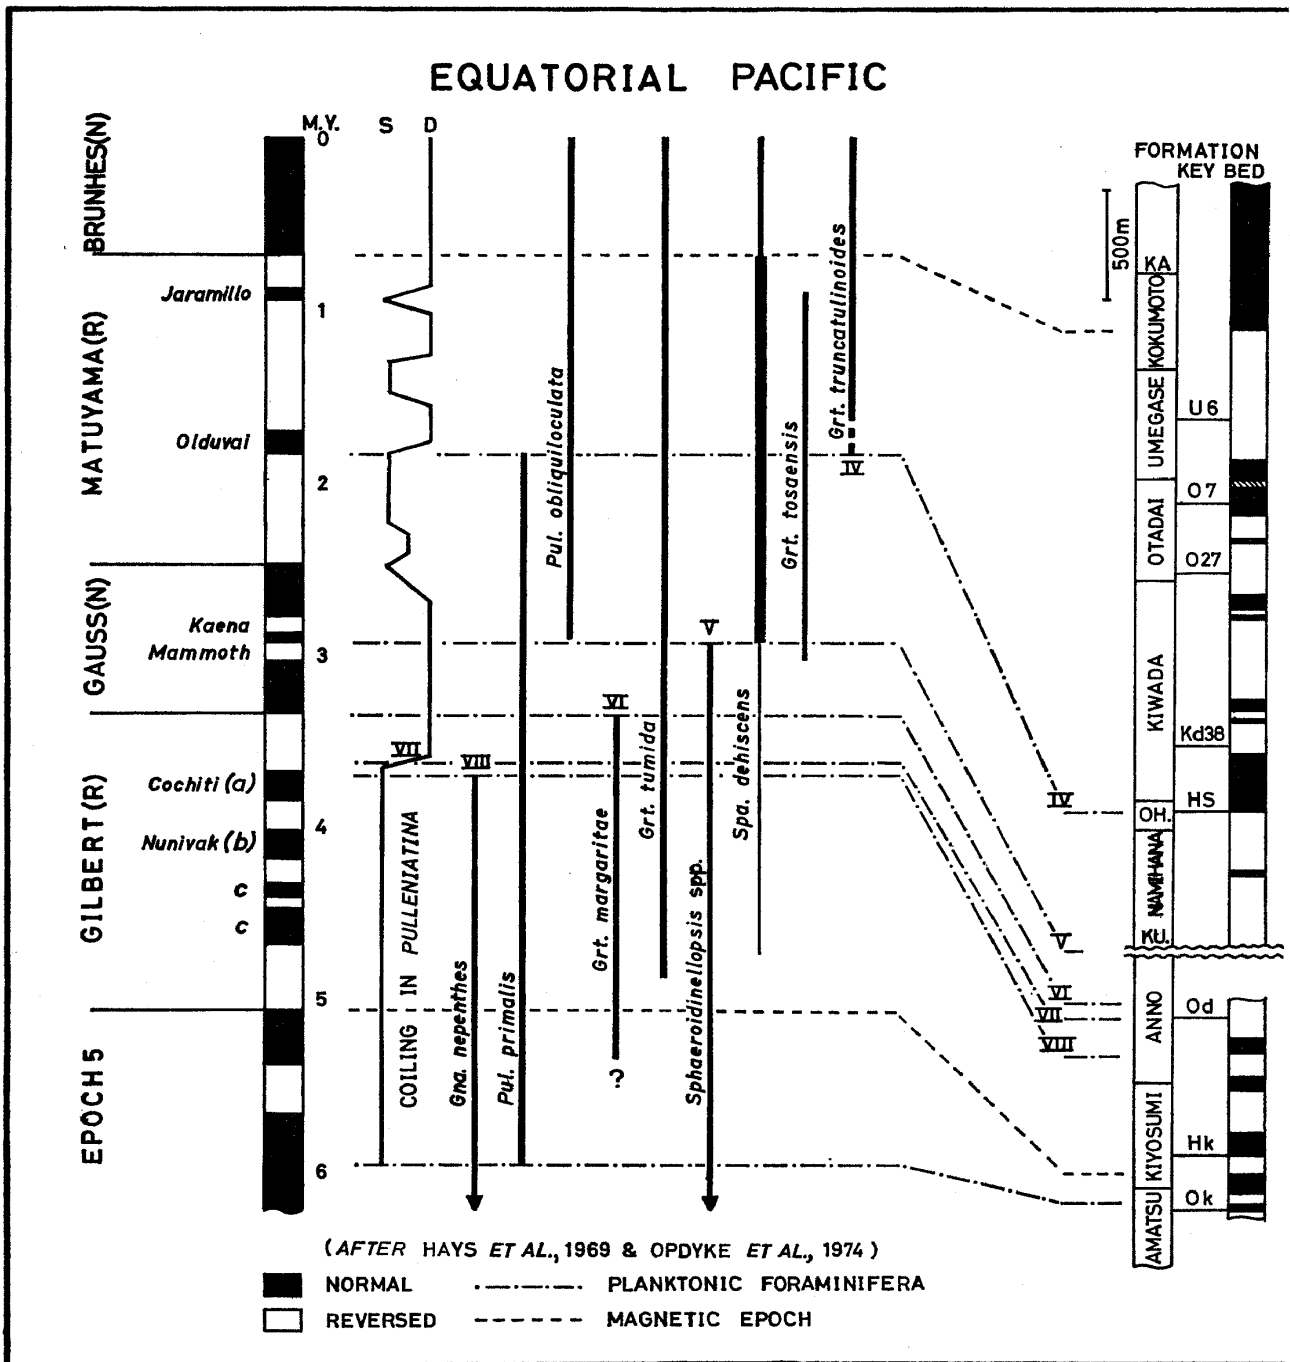 EQUATORIAL PACIFIC
M.Y.
S D
0
1
2
3
4
5
6
BRUNHES(N)
MATUYAMA(R)
GAUSS(N)
GILBERT(R)
EPOCH 5
Jaramillo
Olduvai
Kaena
Mammoth
Cochiti (a)
Nunivak (b)
c
c
COILING IN PULLENIATINA
VII
Gna. nepenthes
VIII
Pul. primalis
Pul. obliquiloculata
Grt. margaritae
VI
?
Grt. tumida
Sphaeroidinellopsis spp.
V
Spa. dehiscens
Grt. tosaensis
Grt. truncatulinoides
IV
IV
V
VI
VII
VIII
500m
FORMATION
KEY BED
KA
KOKUMOTO
UMEGASE
OTADAI
KIWADA
OH.
NAMIHANA
KU.
ANNO
KIYOSUMI
AMATSU
U6
O7
O27
Kd38
HS
Od
Hk
Ok
(AFTER HAYS ET AL., 1969 & OPDYKE ET AL., 1974)
NORMAL PLANKTONIC FORAMINIFERA
REVERSED MAGNETIC EPOCH